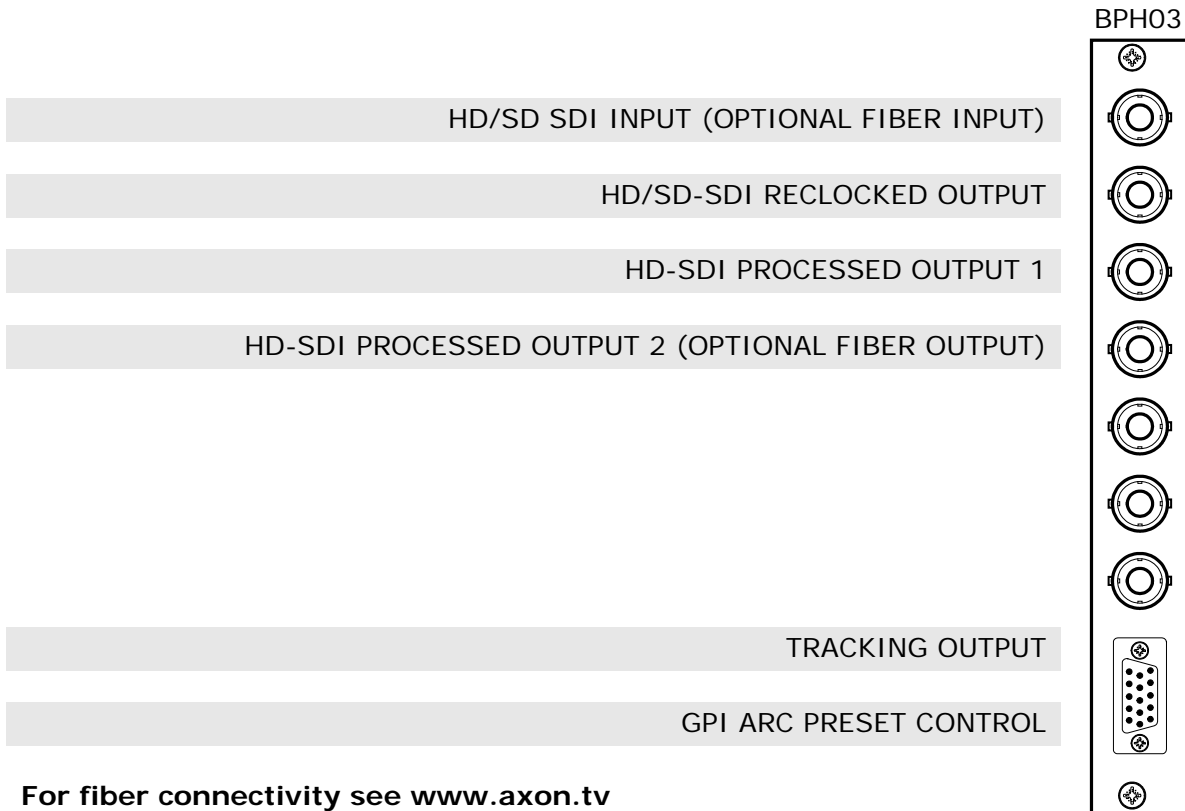 BPH03
HD/SD SDI INPUT (OPTIONAL FIBER INPUT)
HD/SD-SDI RECLOCKED OUTPUT
HD-SDI PROCESSED OUTPUT 1
HD-SDI PROCESSED OUTPUT 2 (OPTIONAL FIBER OUTPUT)
TRACKING OUTPUT
GPI ARC PRESET CONTROL
For fiber connectivity see www.axon.tv